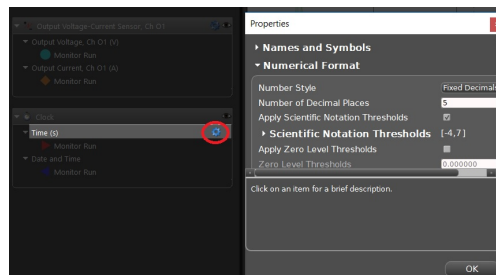 Output Voltage-Current Sensor, Ch O1
Output Voltage, Ch O1 (V)
Monitor Run
Output Current, Ch O1 (A)
Monitor Run
Clock
Time (s)
Monitor Run
Date and Time
Monitor Run
Properties
Names and Symbols
Numerical Format
Number Style
Fixed Decimals
Number of Decimal Places
5
Apply Scientific Notation Thresholds
Scientific Notation Thresholds
[-4,7]
Apply Zero Level Thresholds
Zero Level Thresholds
0.000000
Click on an item for a brief description.
OK